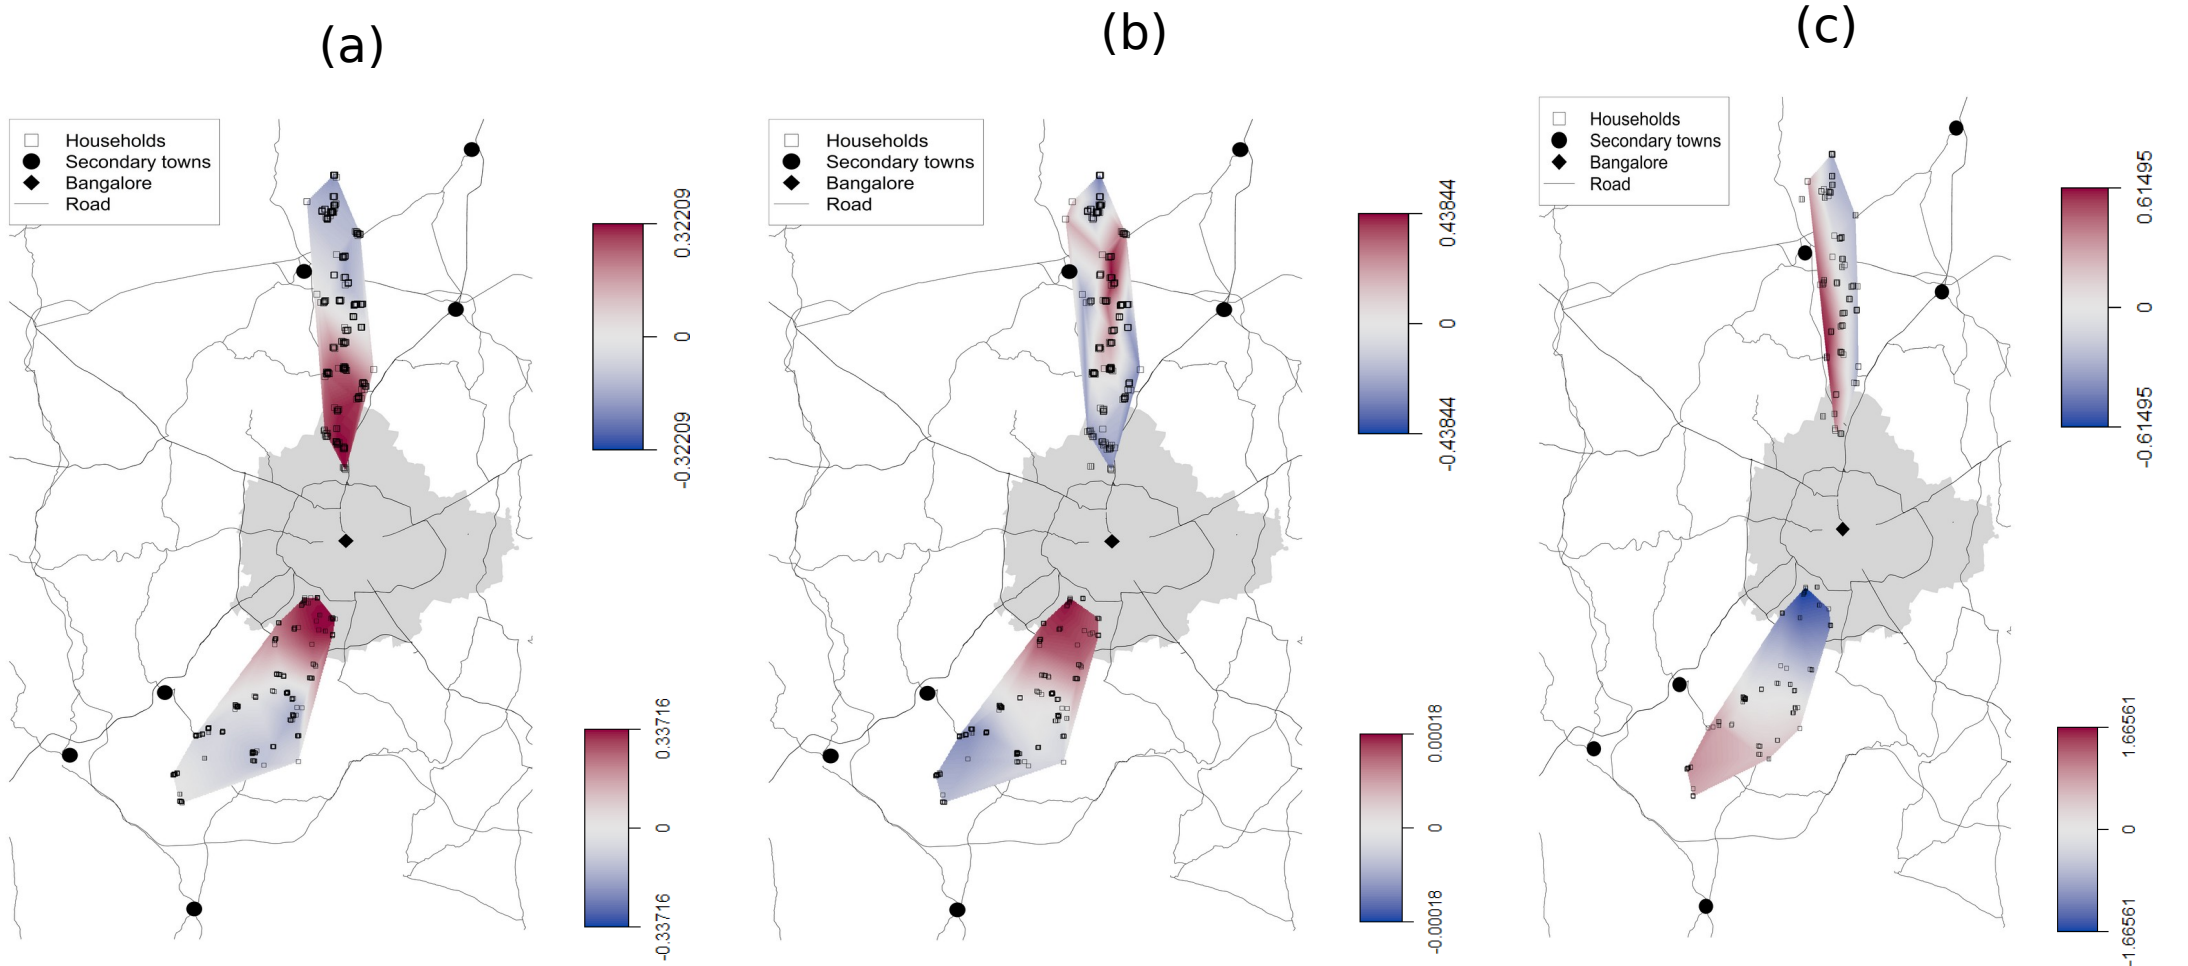 (a)
(b)
(c)
Households
Secondary towns
Bangalore
Road
0.32209
0
-0.32209
0.33716
0
-0.33716
Households
Secondary towns
Bangalore
Road
0.43844
0
-0.43844
0.00018
0
-0.00018
Households
Secondary towns
Bangalore
Road
0.61495
0
-0.61495
1.66561
0
-1.66561